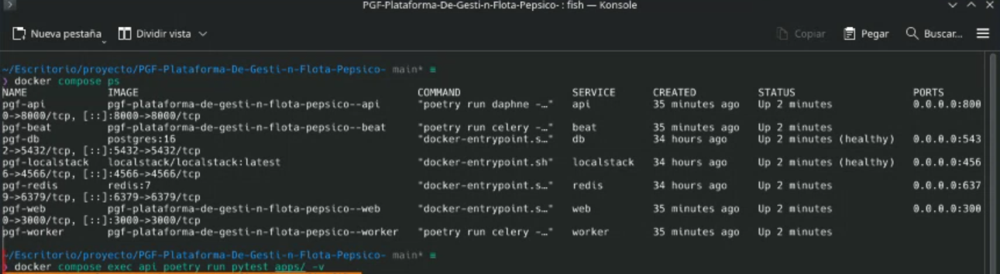 PGF-Plataforma-De-Gesti-n-Flota-Pepsico- : fish — Konsole
Nueva pestaña Dividir vista Copiar Pegar Buscar...
~/Escritorio/proyecto/PGF-Plataforma-De-Gesti-n-Flota-Pepsico- main* ≡
❯ docker compose ps
NAME IMAGE COMMAND SERVICE CREATED STATUS PORTS
pgf-api pgf-plataforma-de-gesti-n-flota-pepsico--api "poetry run daphne -…" api 35 minutes ago Up 2 minutes 0.0.0.0:800
0->8000/tcp, [::]:8000->8000/tcp
pgf-beat pgf-plataforma-de-gesti-n-flota-pepsico--beat "poetry run celery -…" beat 35 minutes ago Up 2 minutes
pgf-db postgres:16 "docker-entrypoint.s…" db 34 hours ago Up 2 minutes (healthy) 0.0.0.0:543
2->5432/tcp, [::]:5432->5432/tcp
pgf-localstack localstack/localstack:latest "docker-entrypoint.sh" localstack 34 hours ago Up 2 minutes (healthy) 0.0.0.0:456
6->4566/tcp, [::]:4566->4566/tcp
pgf-redis redis:7 "docker-entrypoint.s…" redis 34 hours ago Up 2 minutes 0.0.0.0:637
9->6379/tcp, [::]:6379->6379/tcp
pgf-web pgf-plataforma-de-gesti-n-flota-pepsico--web "docker-entrypoint.s…" web 35 minutes ago Up 2 minutes 0.0.0.0:300
0->3000/tcp, [::]:3000->3000/tcp
pgf-worker pgf-plataforma-de-gesti-n-flota-pepsico--worker "poetry run celery -…" worker 35 minutes ago Up 2 minutes
~/Escritorio/proyecto/PGF-Plataforma-De-Gesti-n-Flota-Pepsico- main* ≡
❯ docker compose exec api poetry run pytest apps/ -v